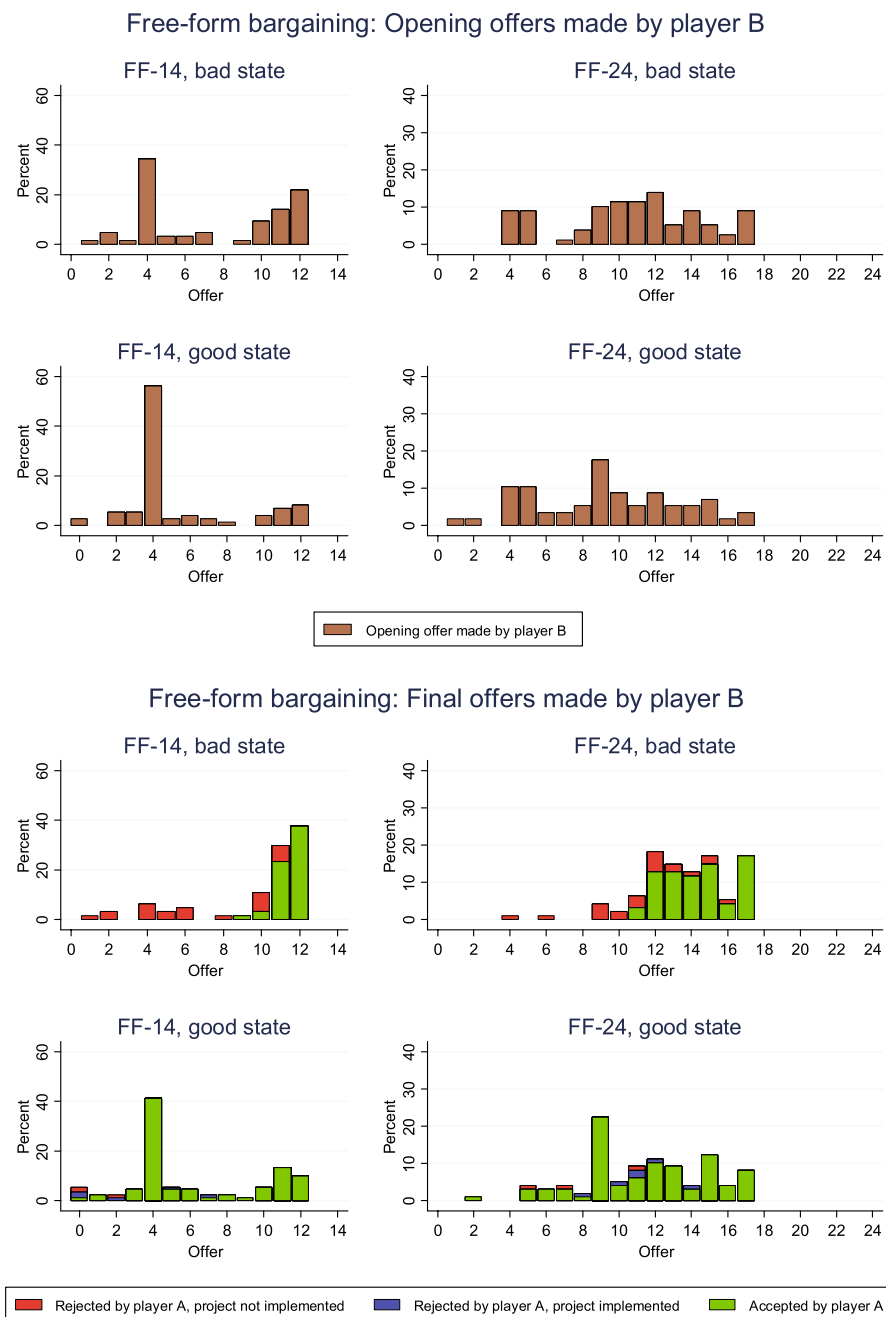 Free-form bargaining: Opening offers made by player B
FF-14, bad state
FF-24, bad state
Percent
0 20 40 60
0 2 4 6 8 10 12 14
Offer
Percent
0 10 20 30 40
0 2 4 6 8 10 12 14 16 18 20 22 24
Offer
FF-14, good state
FF-24, good state
Percent
0 20 40 60
0 2 4 6 8 10 12 14
Offer
Percent
0 10 20 30 40
0 2 4 6 8 10 12 14 16 18 20 22 24
Offer
Opening offer made by player B
Free-form bargaining: Final offers made by player B
FF-14, bad state
FF-24, bad state
Percent
0 20 40 60
0 2 4 6 8 10 12 14
Offer
Percent
0 10 20 30 40
0 2 4 6 8 10 12 14 16 18 20 22 24
Offer
FF-14, good state
FF-24, good state
Percent
0 20 40 60
0 2 4 6 8 10 12 14
Offer
Percent
0 10 20 30 40
0 2 4 6 8 10 12 14 16 18 20 22 24
Offer
Rejected by player A, project not implemented
Rejected by player A, project implemented
Accepted by player A